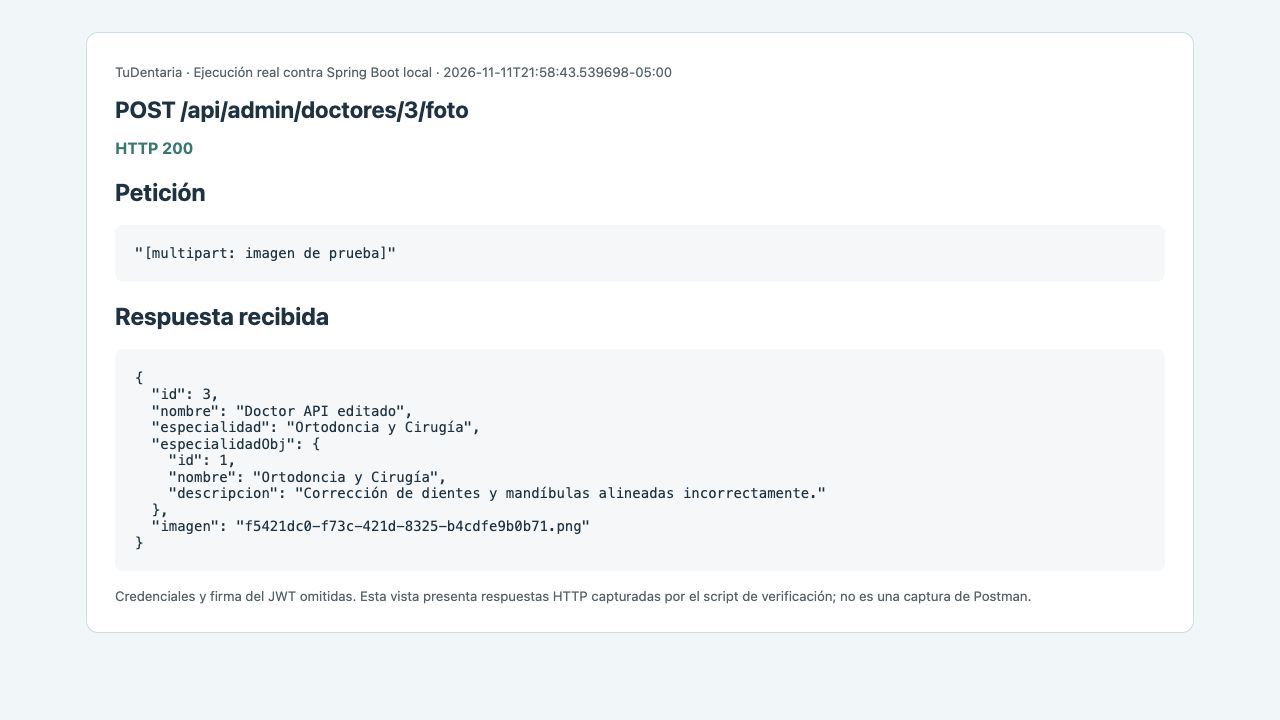 TuDentaria · Ejecución real contra Spring Boot local · 2026-11-11T21:58:43.539698-05:00
POST /api/admin/doctores/3/foto
HTTP 200
Petición
"[multipart: imagen de prueba]"
Respuesta recibida
{
  "id": 3,
  "nombre": "Doctor API editado",
  "especialidad": "Ortodoncia y Cirugía",
  "especialidadObj": {
    "id": 1,
    "nombre": "Ortodoncia y Cirugía",
    "descripcion": "Corrección de dientes y mandíbulas alineadas incorrectamente."
  },
  "imagen": "f5421dc0-f73c-421d-8325-b4cdfe9b0b71.png"
}
Credenciales y firma del JWT omitidas. Esta vista presenta respuestas HTTP capturadas por el script de verificación; no es una captura de Postman.